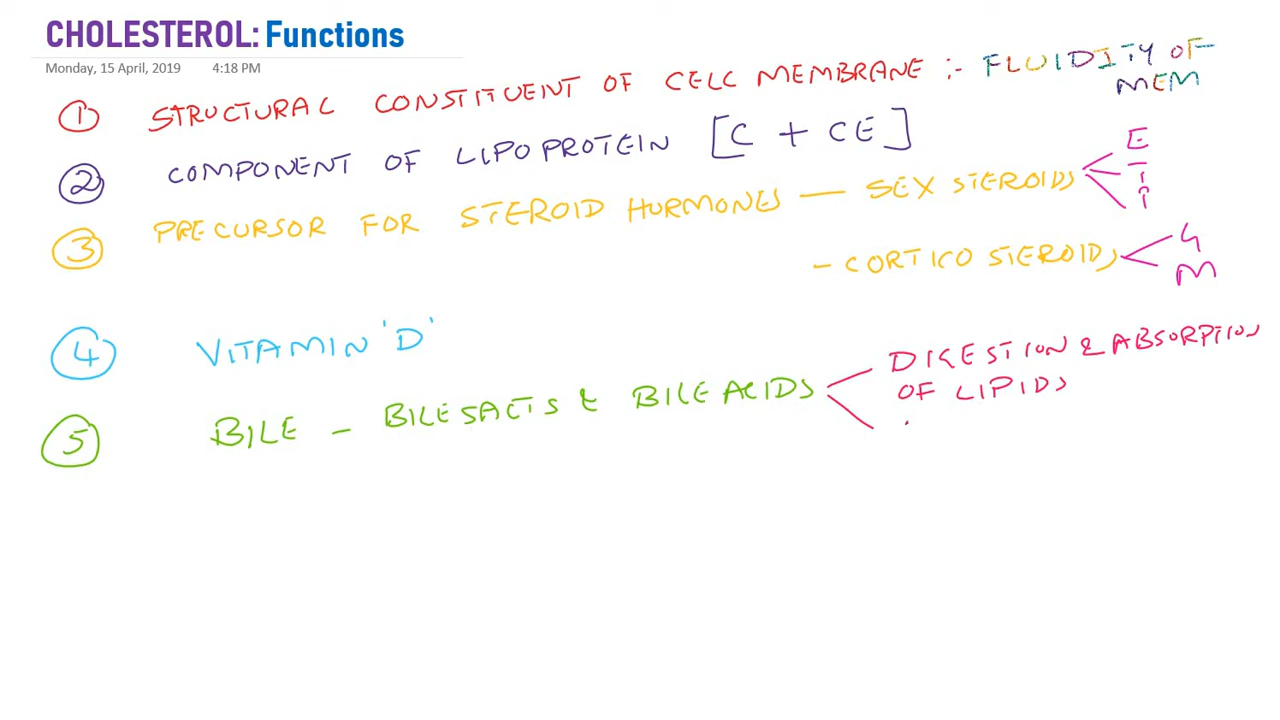 CHOLESTEROL: Functions
Monday, 15 April, 2019 4:18 PM
① STRUCTURAL CONSTITUENT OF CELL MEMBRANE :- FLUIDITY OF
MEM
② COMPONENT OF LIPOPROTEIN [C + CE]
③ PRECURSOR FOR STEROID HORMONES — SEX STEROIDS
E
T
P
- CORTICO STEROIDS
G
M
④ VITAMIN 'D'
⑤ BILE - BILE SALTS & BILE ACIDS
DIGESTION & ABSORPTION
OF LIPIDS